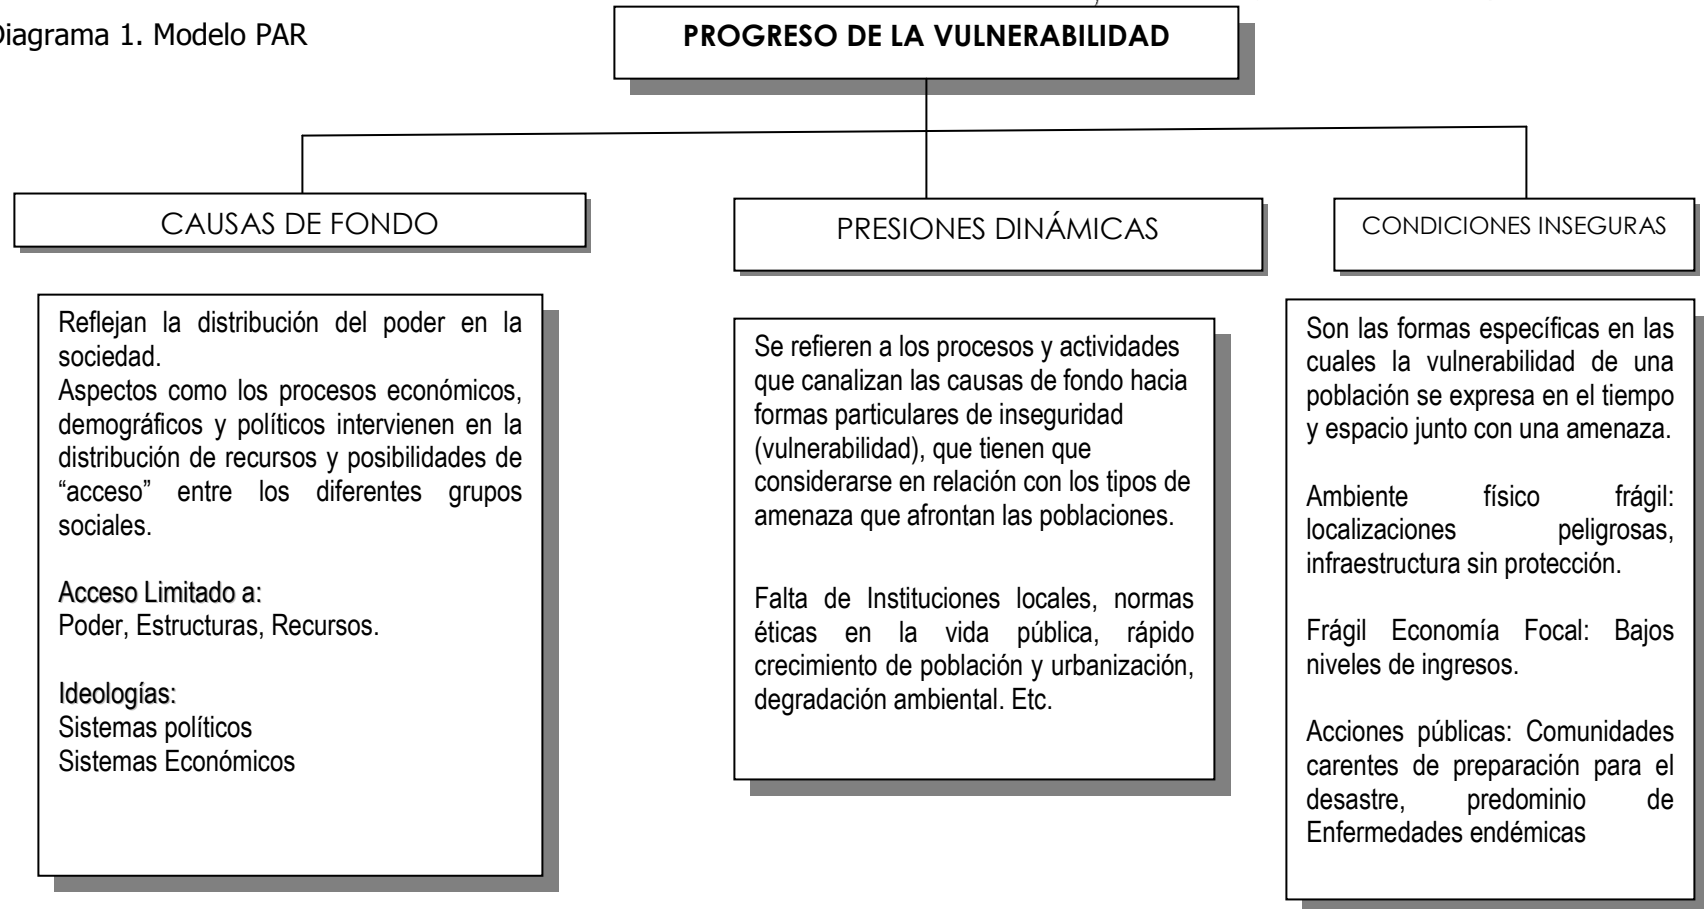 Diagrama 1. Modelo PAR
PROGRESO DE LA VULNERABILIDAD
CAUSAS DE FONDO
Reflejan la distribución del poder en la
sociedad.
Aspectos como los procesos económicos,
demográficos y políticos intervienen en la
distribución de recursos y posibilidades de
“acceso” entre los diferentes grupos
sociales.
Acceso Limitado a:
Poder, Estructuras, Recursos.
Ideologías:
Sistemas políticos
Sistemas Económicos
PRESIONES DINÁMICAS
Se refieren a los procesos y actividades
que canalizan las causas de fondo hacia
formas particulares de inseguridad
(vulnerabilidad), que tienen que
considerarse en relación con los tipos de
amenaza que afrontan las poblaciones.
Falta de Instituciones locales, normas
éticas en la vida pública, rápido
crecimiento de población y urbanización,
degradación ambiental. Etc.
CONDICIONES INSEGURAS
Son las formas específicas en las
cuales la vulnerabilidad de una
población se expresa en el tiempo
y espacio junto con una amenaza.
Ambiente físico frágil:
localizaciones peligrosas,
infraestructura sin protección.
Frágil Economía Focal: Bajos
niveles de ingresos.
Acciones públicas: Comunidades
carentes de preparación para el
desastre, predominio de
Enfermedades endémicas